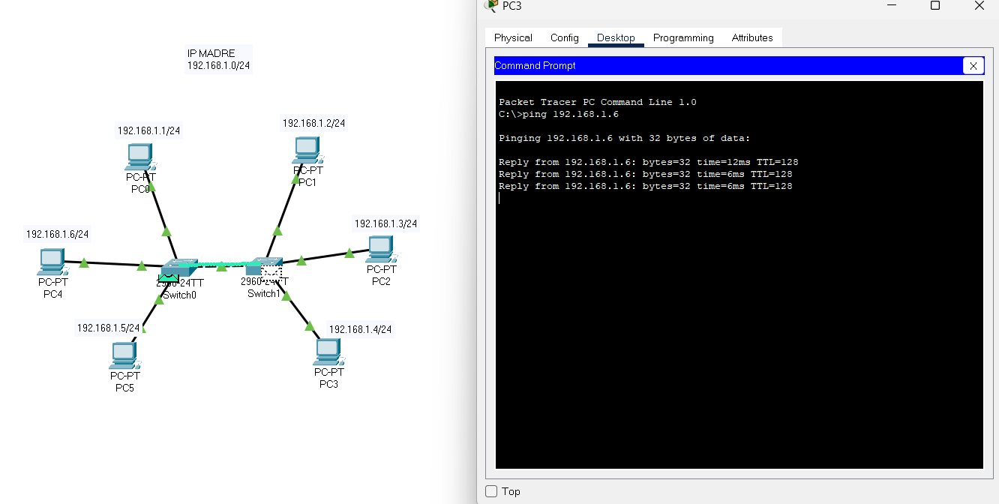 IP MADRE
192.168.1.0/24
192.168.1.1/24
PC-PT
PC0
192.168.1.2/24
PC-PT
PC1
192.168.1.6/24
PC-PT
PC4
192.168.1.3/24
PC-PT
PC2
2960-24TT
Switch0
2960-24TT
Switch1
192.168.1.5/24
PC-PT
PC5
192.168.1.4/24
PC-PT
PC3
PC3
Physical Config Desktop Programming Attributes
Command Prompt
X
Packet Tracer PC Command Line 1.0
C:\>ping 192.168.1.6
Pinging 192.168.1.6 with 32 bytes of data:
Reply from 192.168.1.6: bytes=32 time=12ms TTL=128
Reply from 192.168.1.6: bytes=32 time=6ms TTL=128
Reply from 192.168.1.6: bytes=32 time=6ms TTL=128
Top